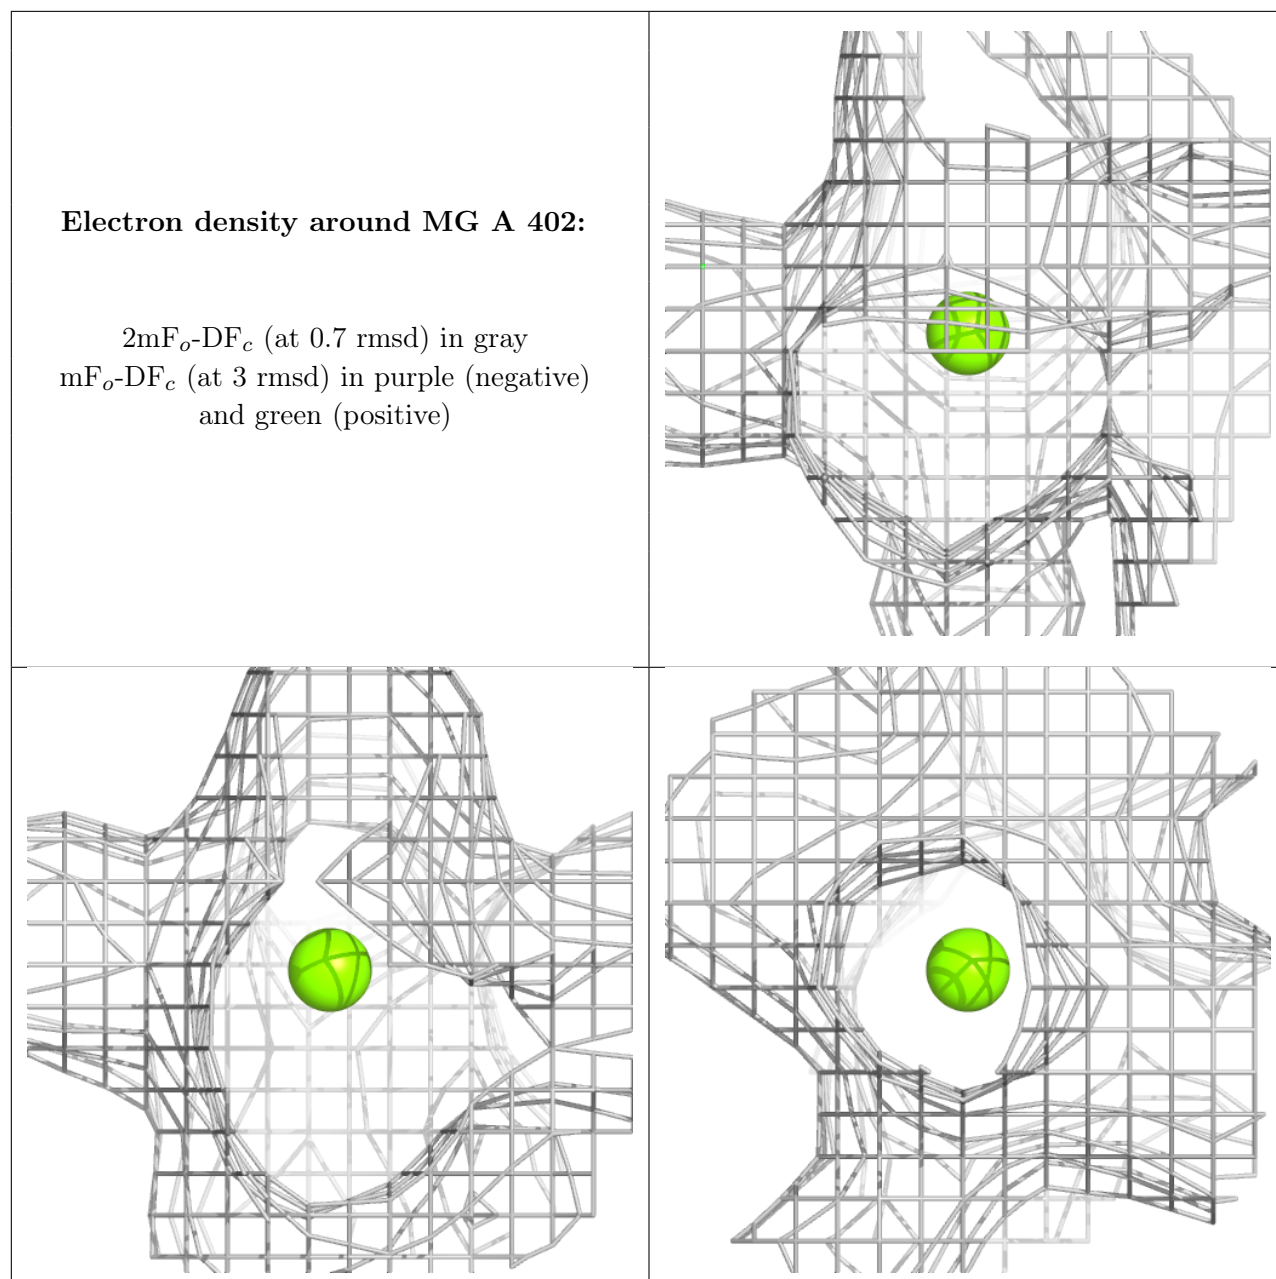 Electron density around MG A 402:
2mFo-DFc (at 0.7 rmsd) in gray
mFo-DFc (at 3 rmsd) in purple (negative)
and green (positive)